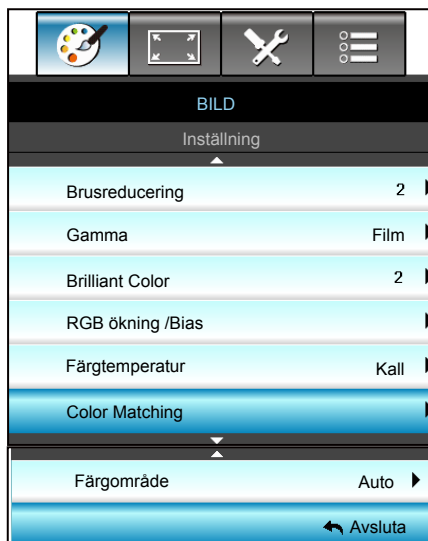 BILD
Inställning
Brusreducering 2
Gamma Film
Brilliant Color 2
RGB ökning /Bias
Färgtemperatur Kall
Color Matching
Färgområde Auto
Avsluta